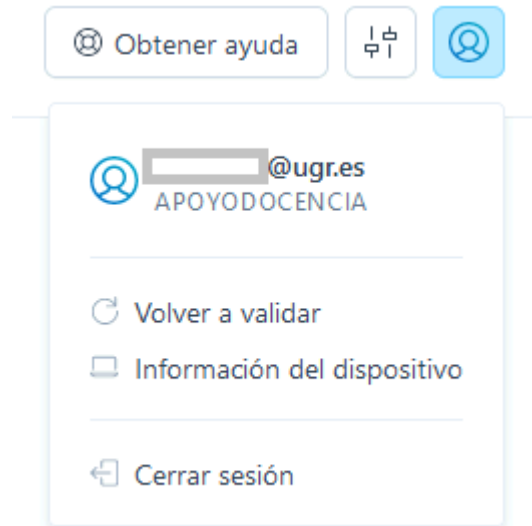 Obtener ayuda
@ugr.es
APOYODOCENCIA
Volver a validar
Información del dispositivo
Cerrar sesión